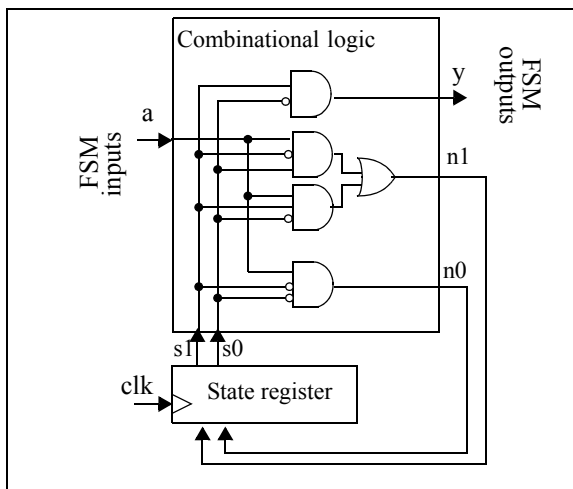 Combinational logic
y
FSM
outputs
a
FSM
inputs
n1
n0
s1
s0
clk
State register